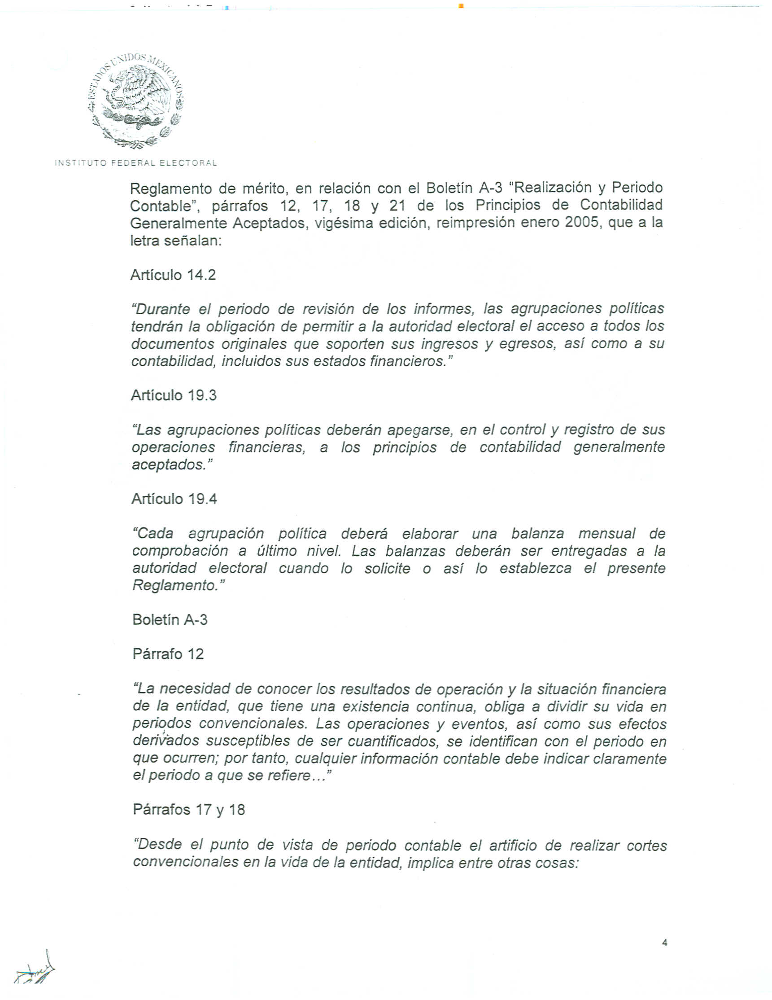 ESTADOS UNIDOS MEXICANOS
INSTITUTO FEDERAL ELECTORAL
Reglamento de mérito, en relación con el Boletín A-3 “Realización y Periodo
Contable”, párrafos 12, 17, 18 y 21 de los Principios de Contabilidad
Generalmente Aceptados, vigésima edición, reimpresión enero 2005, que a la
letra señalan:
Artículo 14.2
“Durante el periodo de revisión de los informes, las agrupaciones políticas
tendrán la obligación de permitir a la autoridad electoral el acceso a todos los
documentos originales que soporten sus ingresos y egresos, así como a su
contabilidad, incluidos sus estados financieros.”
Artículo 19.3
“Las agrupaciones políticas deberán apegarse, en el control y registro de sus
operaciones financieras, a los principios de contabilidad generalmente
aceptados.”
Artículo 19.4
“Cada agrupación política deberá elaborar una balanza mensual de
comprobación a último nivel. Las balanzas deberán ser entregadas a la
autoridad electoral cuando lo solicite o así lo establezca el presente
Reglamento.”
Boletín A-3
Párrafo 12
“La necesidad de conocer los resultados de operación y la situación financiera
de la entidad, que tiene una existencia continua, obliga a dividir su vida en
periodos convencionales. Las operaciones y eventos, así como sus efectos
derivados susceptibles de ser cuantificados, se identifican con el periodo en
que ocurren; por tanto, cualquier información contable debe indicar claramente
el periodo a que se refiere…”
Párrafos 17 y 18
“Desde el punto de vista de periodo contable el artificio de realizar cortes
convencionales en la vida de la entidad, implica entre otras cosas:
4